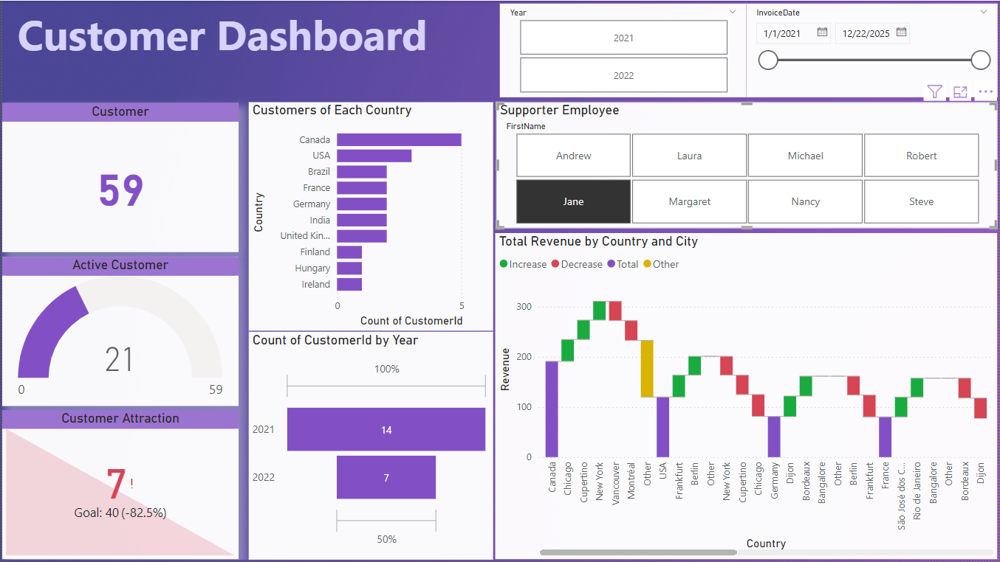 Customer Dashboard
Year
2021
2022
InvoiceDate
1/1/2021
12/22/2025
Customer
59
Active Customer
21
0
59
Customer Attraction
7!
Goal: 40 (-82.5%)
Customers of Each Country
Country
Canada
USA
Brazil
France
Germany
India
United Kin...
Finland
Hungary
Ireland
0
5
Count of CustomerId
Count of CustomerId by Year
100%
2021
14
2022
7
50%
Supporter Employee
FirstName
Andrew
Laura
Michael
Robert
Jane
Margaret
Nancy
Steve
Total Revenue by Country and City
Increase
Decrease
Total
Other
Revenue
300
200
100
0
Canada
Chicago
Cupertino
New York
Vancouver
Montréal
Other
USA
Frankfurt
Berlin
Other
New York
Cupertino
Chicago
Germany
Dijon
Bordeaux
Bangalore
Other
Berlin
Frankfurt
France
São José dos C...
Rio de Janeiro
Bangalore
Other
Bordeaux
Dijon
Country